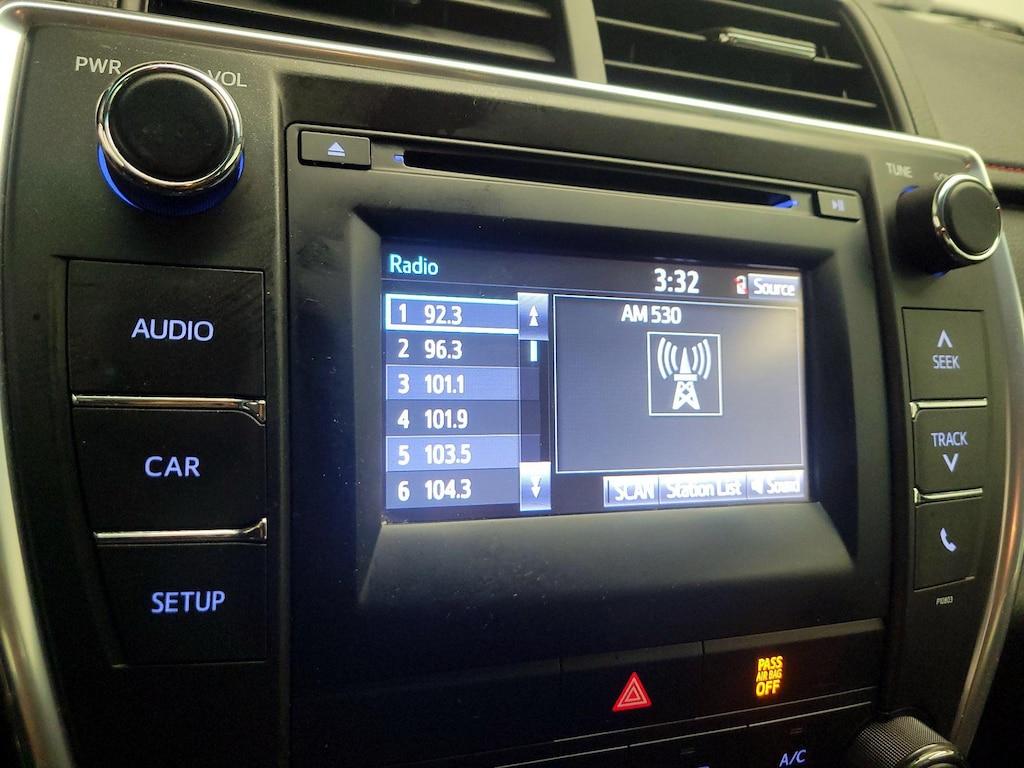 PWR VOL
TUNE
AUDIO
CAR
SETUP
Radio
3:32
Source
1 92.3
2 96.3
3 101.1
4 101.9
5 103.5
6 104.3
AM 530
SCAN Station List Sound
SEEK
TRACK
P10803
PASS
AIR BAG
OFF
A/C